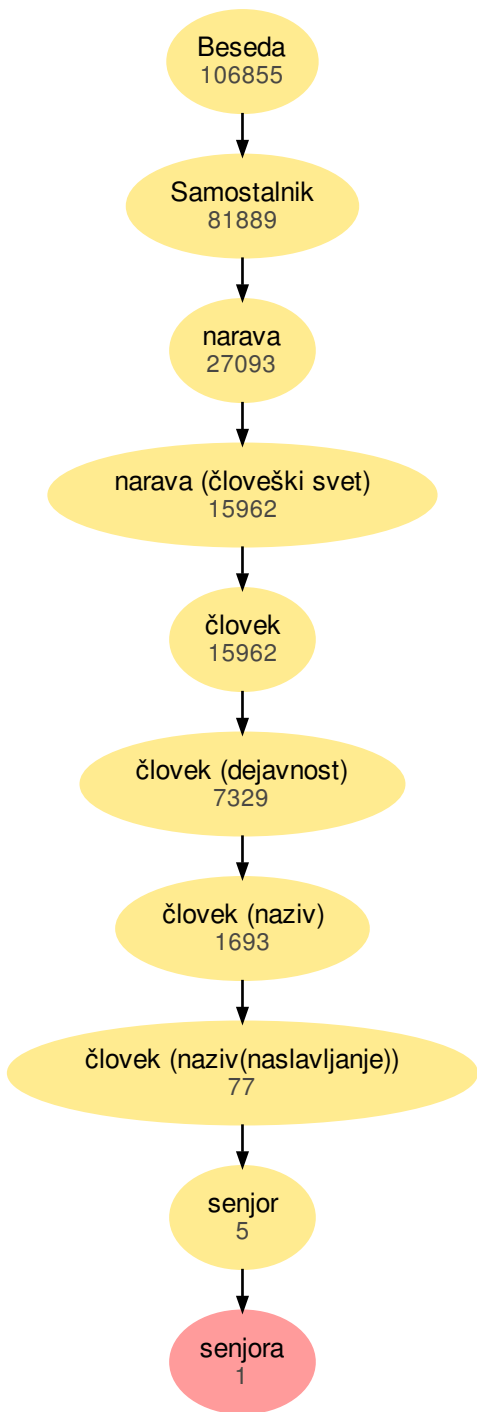 Beseda
106855
Samostalnik
81889
narava
27093
narava (človeški svet)
15962
človek
15962
človek (dejavnost)
7329
človek (naziv)
1693
človek (naziv(naslavljanje))
77
senjor
5
senjora
1